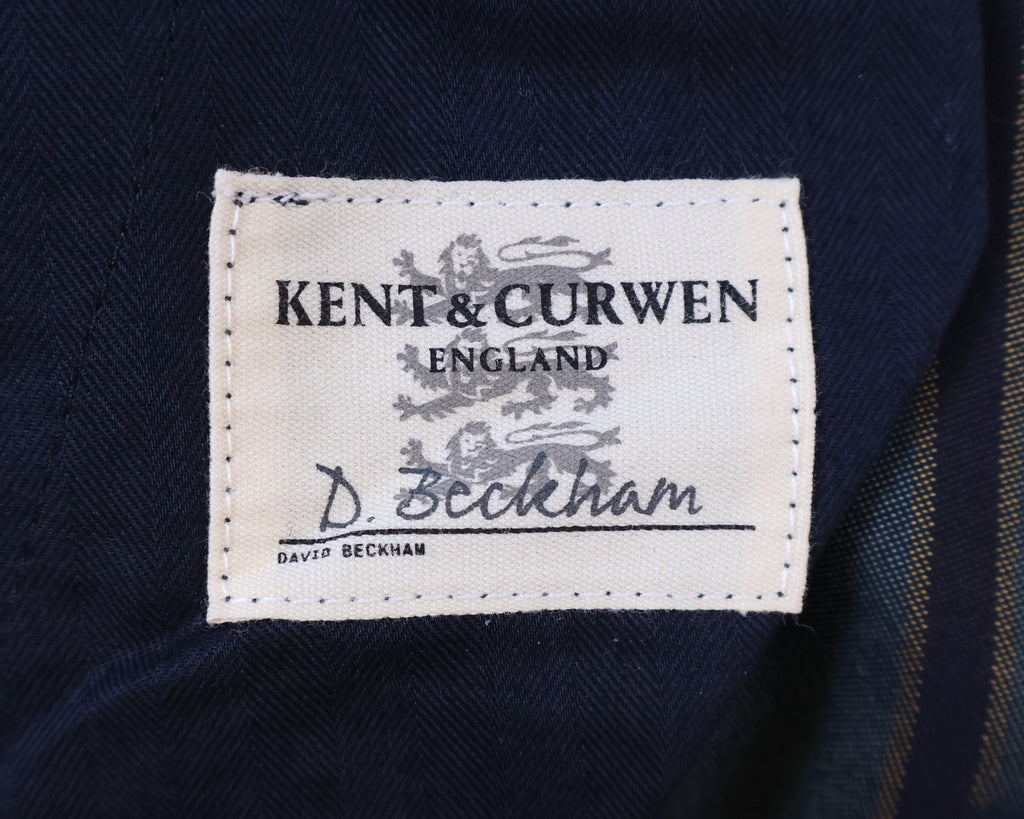 KENT & CURWEN
ENGLAND
D. Beckham
DAVID BECKHAM